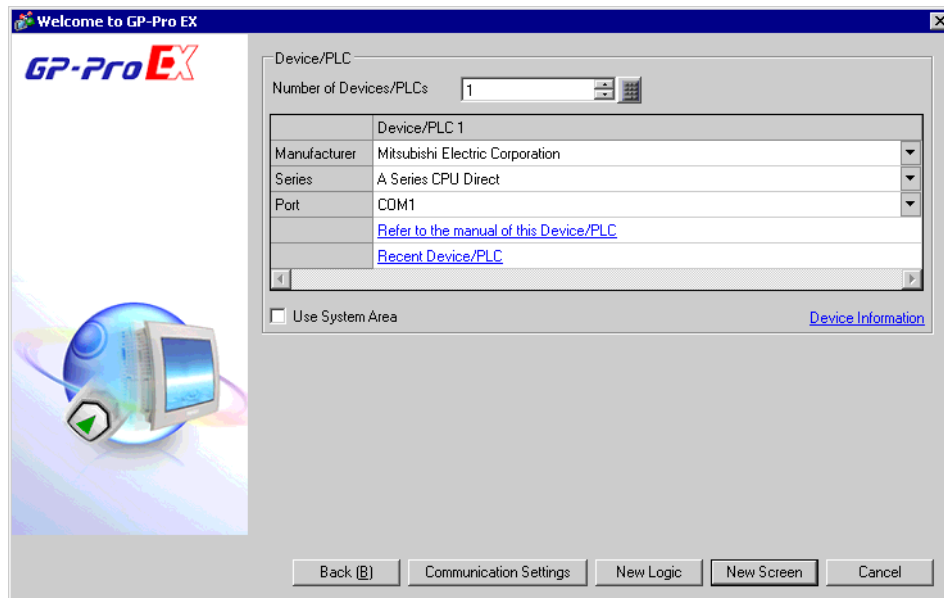 Welcome to GP-Pro EX
GP-Pro EX
Device/PLC
Number of Devices/PLCs 1
Device/PLC 1
Manufacturer Mitsubishi Electric Corporation
Series A Series CPU Direct
Port COM1
Refer to the manual of this Device/PLC
Recent Device/PLC
Use System Area Device Information
Back (B) Communication Settings New Logic New Screen Cancel